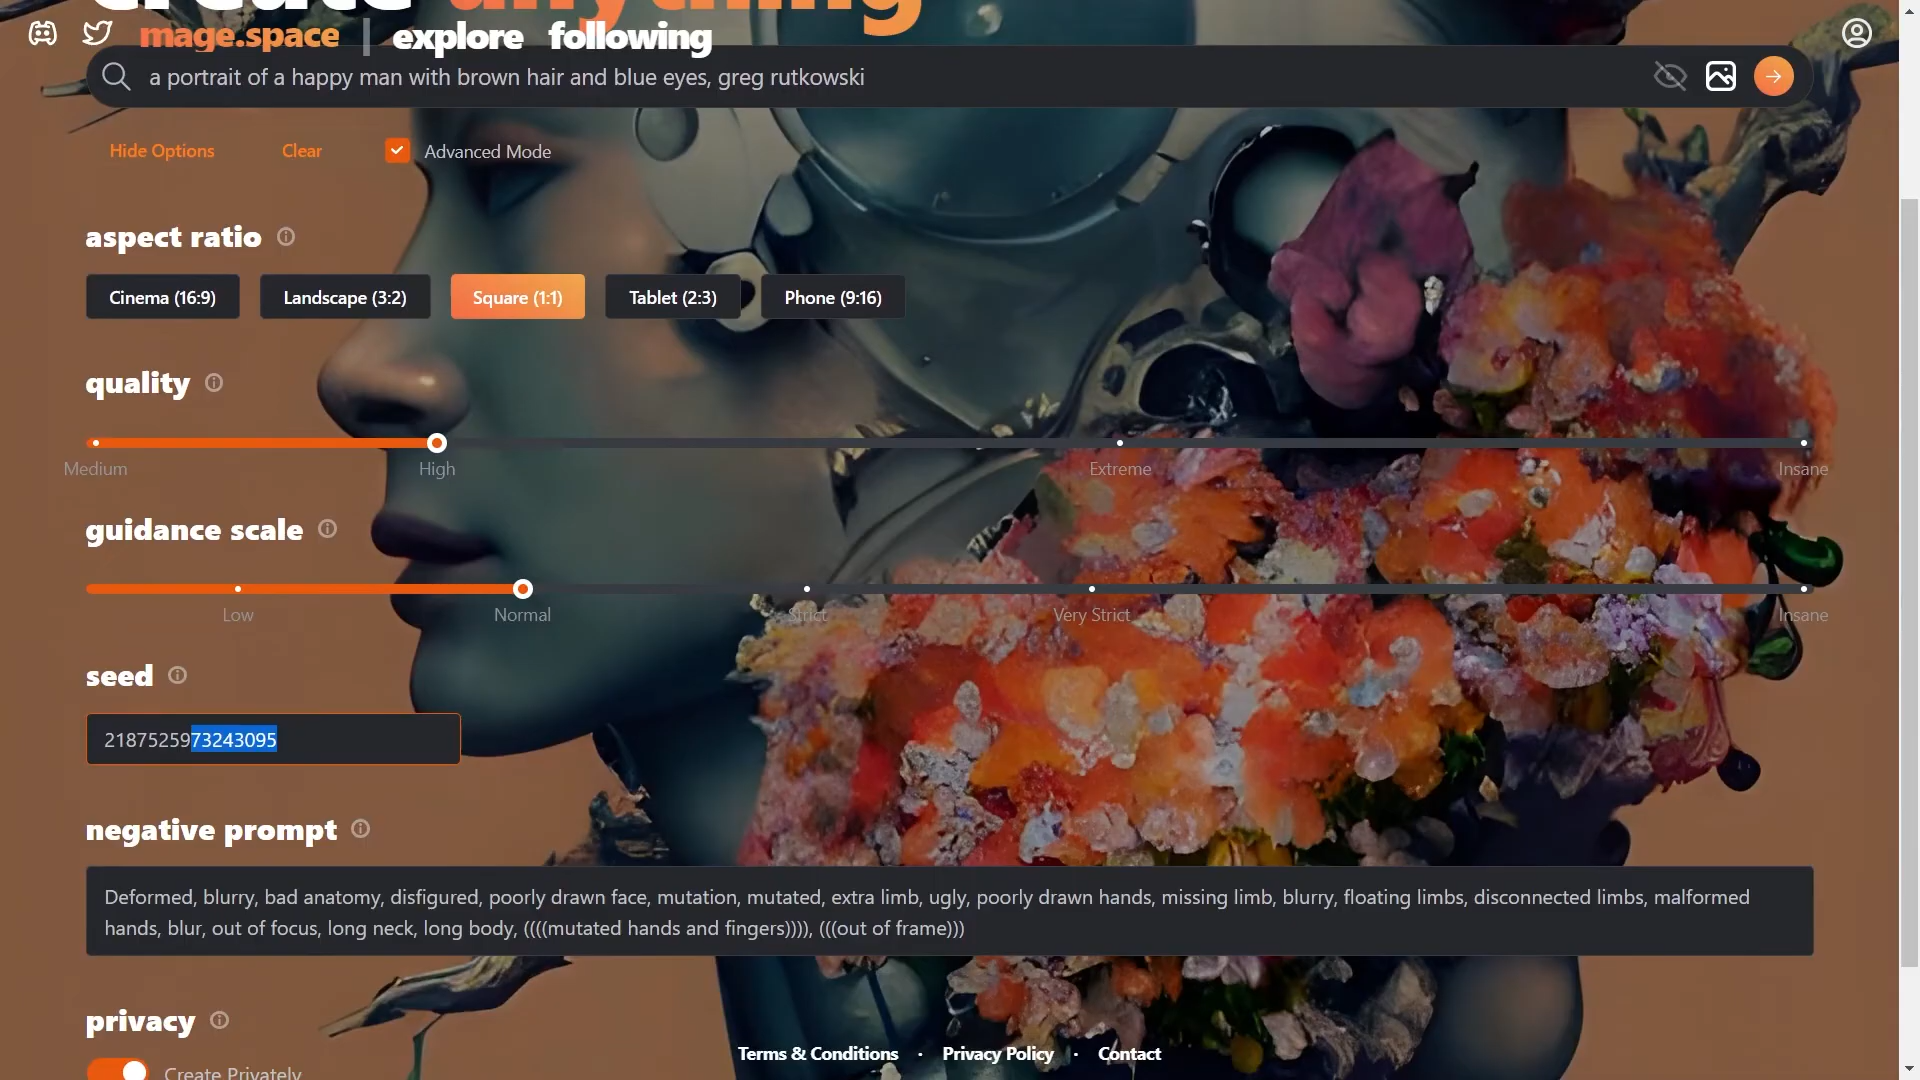 create anything
mage.space | explore following
a portrait of a happy man with brown hair and blue eyes, greg rutkowski
Hide Options Clear Advanced Mode
aspect ratio
Cinema (16:9) Landscape (3:2) Square (1:1) Tablet (2:3) Phone (9:16)
quality
Medium High Extreme Insane
guidance scale
Low Normal Strict Very Strict Insane
seed
21875259​73243095
negative prompt
Deformed, blurry, bad anatomy, disfigured, poorly drawn face, mutation, mutated, extra limb, ugly, poorly drawn hands, missing limb, blurry, floating limbs, disconnected limbs, malformed
hands, blur, out of focus, long neck, long body, ((((mutated hands and fingers)))), (((out of frame)))
privacy
Create Privately
Terms & Conditions · Privacy Policy · Contact